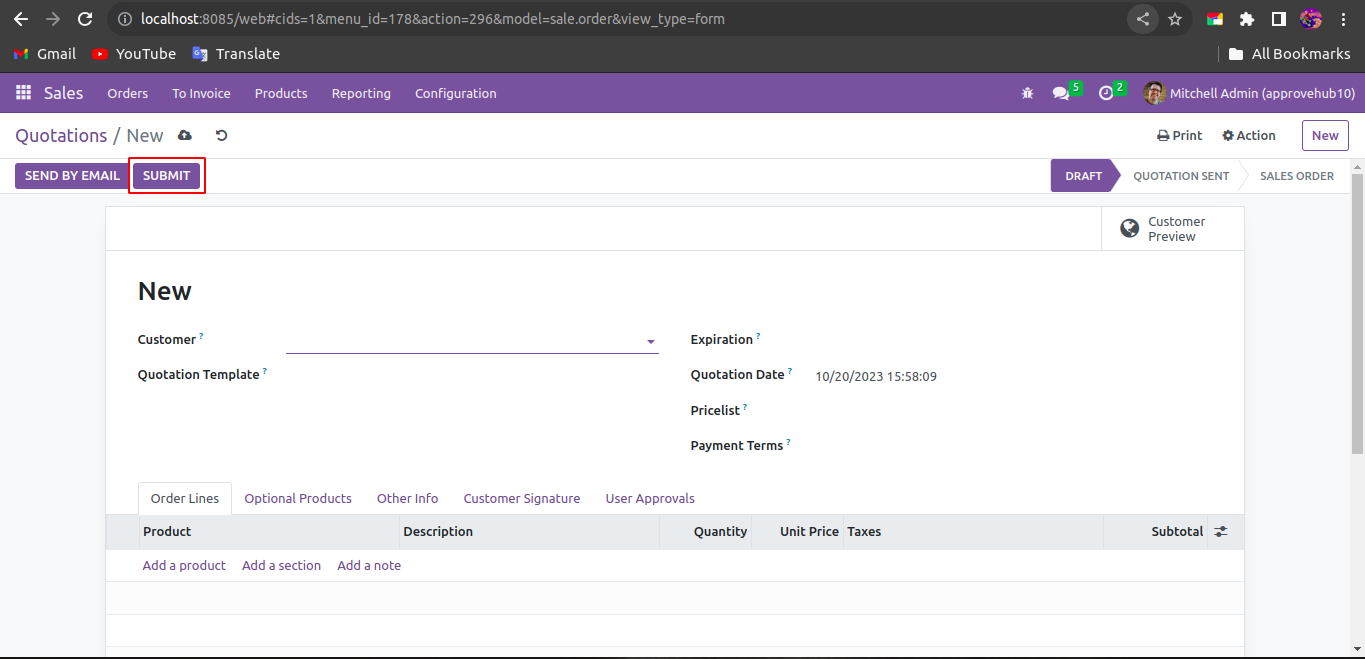 localhost:8085/web#cids=1&menu_id=178&action=296&model=sale.order&view_type=form
Gmail YouTube Translate All Bookmarks
Sales Orders To Invoice Products Reporting Configuration 5 2 Mitchell Admin (approvehub10)
Quotations / New Print Action New
SEND BY EMAIL SUBMIT DRAFT QUOTATION SENT SALES ORDER
Customer
Preview
New
Customer ? Expiration ?
Quotation Template ? Quotation Date ? 10/20/2023 15:58:09
Pricelist ?
Payment Terms ?
Order Lines Optional Products Other Info Customer Signature User Approvals
Product Description Quantity Unit Price Taxes Subtotal
Add a product Add a section Add a note